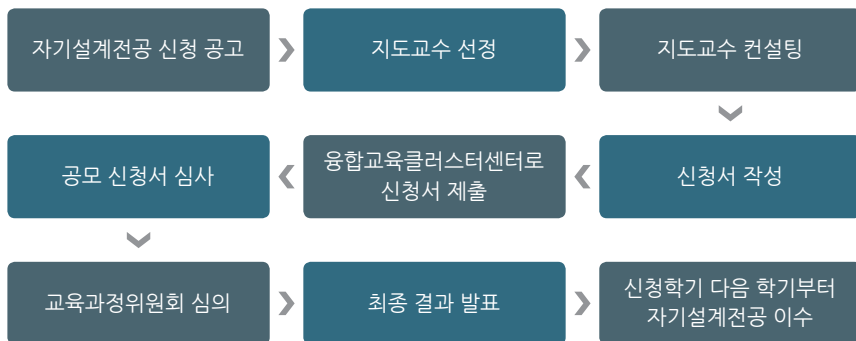 자기설계전공 신청 공고
지도교수 선정
지도교수 컨설팅
신청서 작성
융합교육클러스터센터로
신청서 제출
공모 신청서 심사
교육과정위원회 심의
최종 결과 발표
신청학기 다음 학기부터
자기설계전공 이수